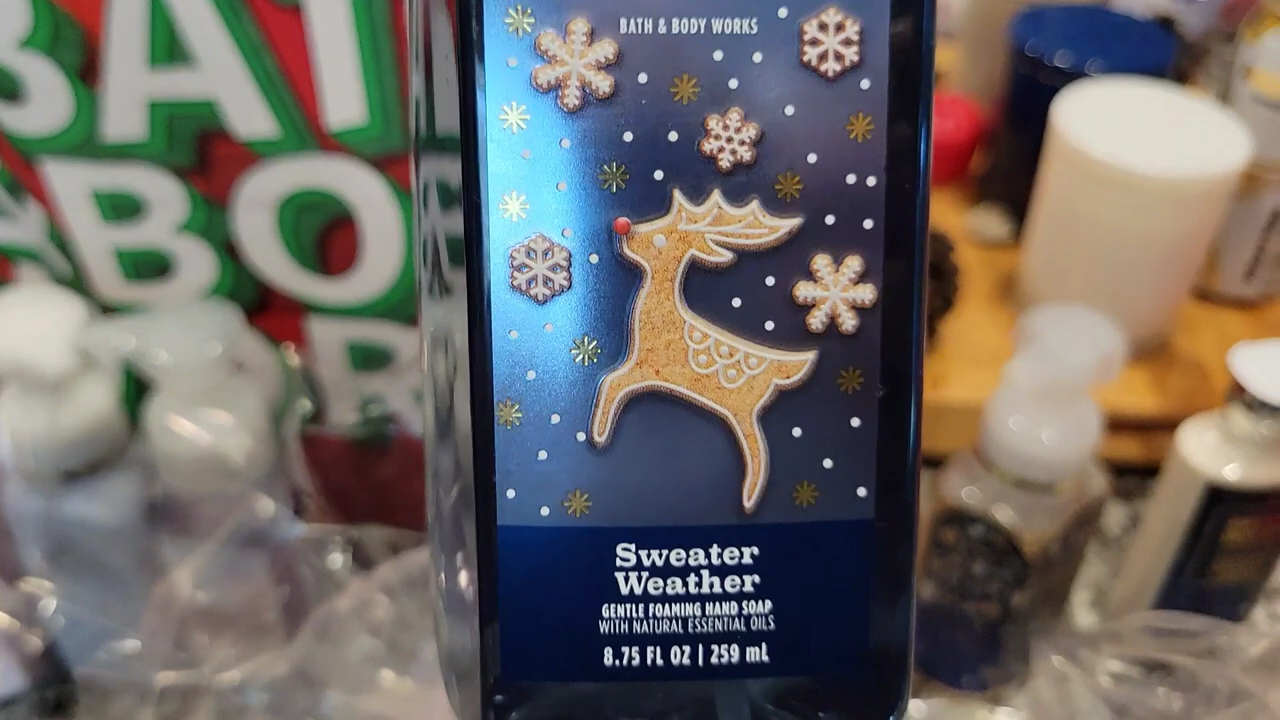 BATH & BODY WORKS
Sweater
Weather
GENTLE FOAMING HAND SOAP
WITH NATURAL ESSENTIAL OILS
8.75 FL OZ | 259 mL
BAT
BO